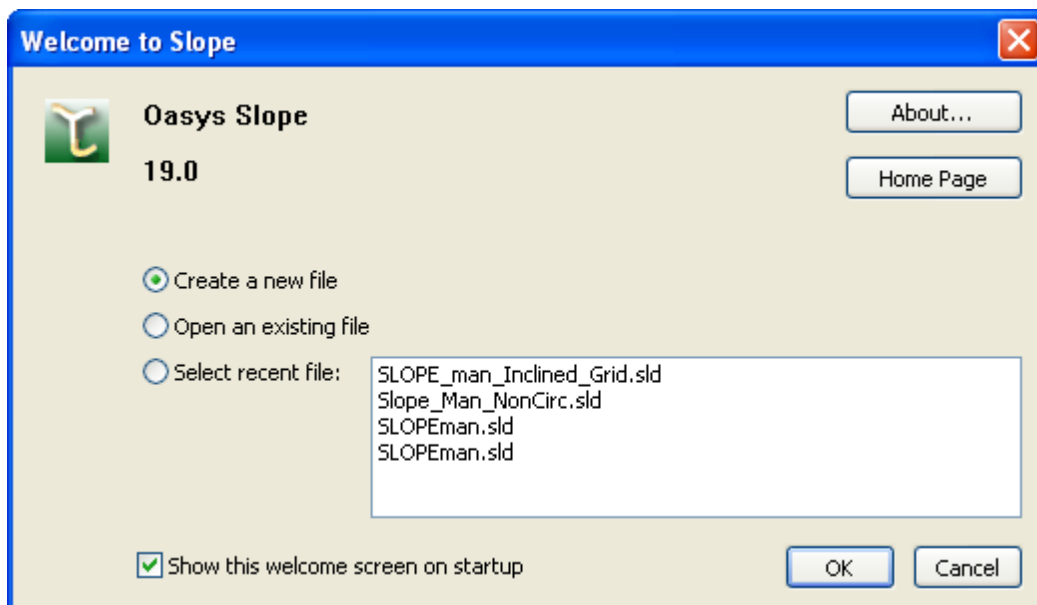 Welcome to Slope
Oasys Slope
19.0
About...
Home Page
Create a new file
Open an existing file
Select recent file:
SLOPE_man_Inclined_Grid.sld
Slope_Man_NonCirc.sld
SLOPEman.sld
SLOPEman.sld
Show this welcome screen on startup
OK
Cancel